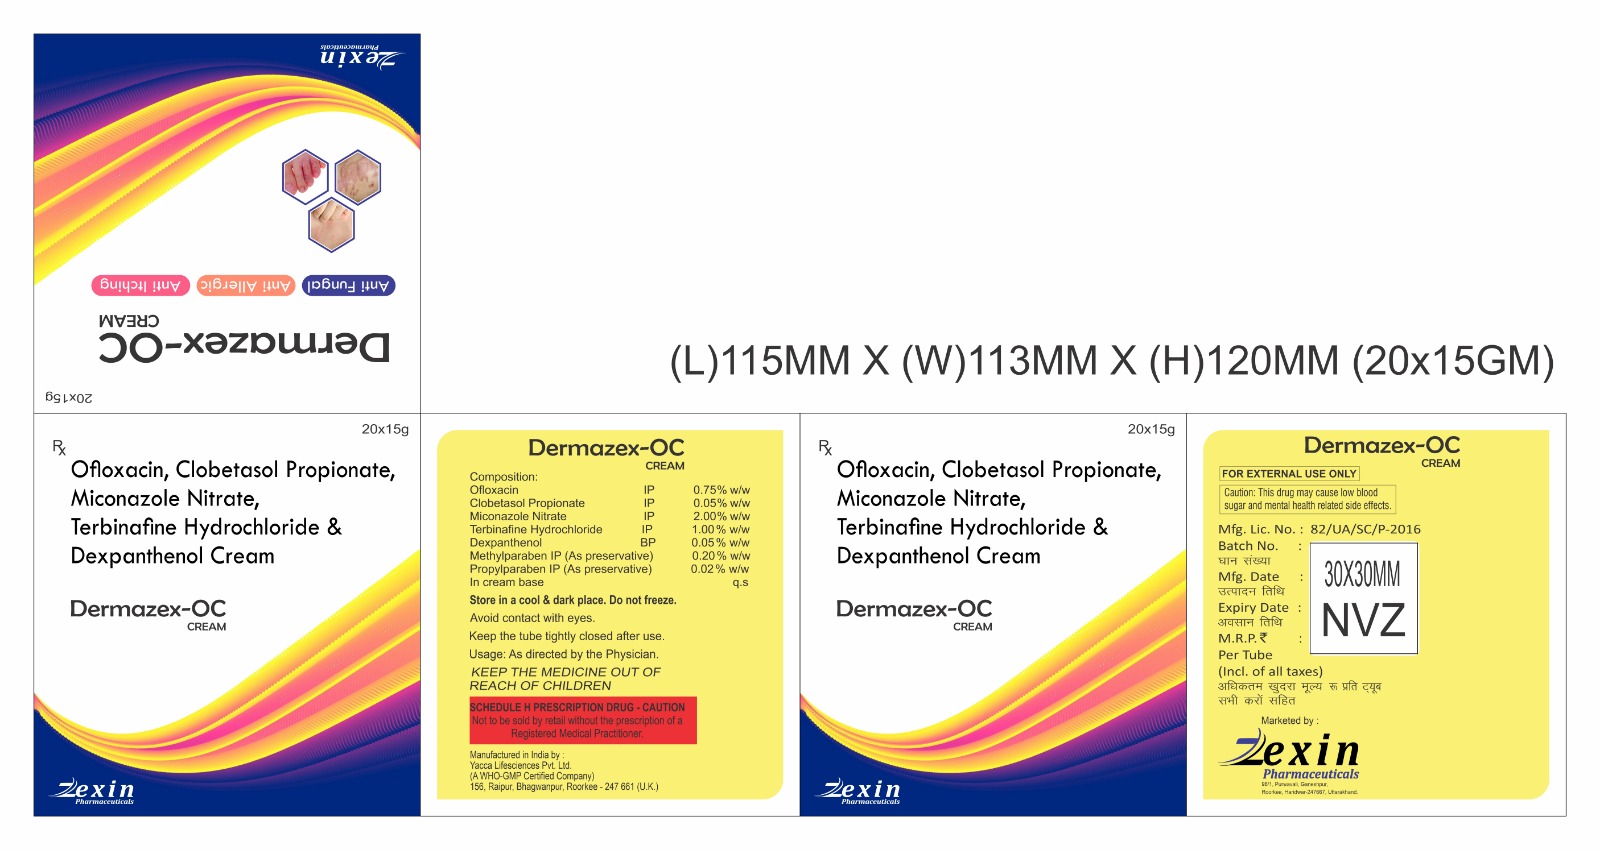 Zexin
Pharmaceuticals
Anti Fungal
Anti Allergic
Anti Itching
Dermazex-OC
CREAM
20x15g
(L)115MM X (W)113MM X (H)120MM (20x15GM)
20x15g
Rx
Ofloxacin, Clobetasol Propionate,
Miconazole Nitrate,
Terbinafine Hydrochloride &
Dexpanthenol Cream
Dermazex-OC
CREAM
Zexin
Pharmaceuticals
Dermazex-OC
CREAM
Composition:
Ofloxacin IP 0.75% w/w
Clobetasol Propionate IP 0.05% w/w
Miconazole Nitrate IP 2.00% w/w
Terbinafine Hydrochloride IP 1.00% w/w
Dexpanthenol BP 0.05% w/w
Methylparaben IP (As preservative) 0.20% w/w
Propylparaben IP (As preservative) 0.02% w/w
In cream base q.s
Store in a cool & dark place. Do not freeze.
Avoid contact with eyes.
Keep the tube tightly closed after use.
Usage: As directed by the Physician.
KEEP THE MEDICINE OUT OF
REACH OF CHILDREN
SCHEDULE H PRESCRIPTION DRUG - CAUTION
Not to be sold by retail without the prescription of a
Registered Medical Practitioner.
Manufactured in India by :
Yacca Lifesciences Pvt. Ltd.
(A WHO-GMP Certified Company)
156, Raipur, Bhagwanpur, Roorkee - 247 661 (U.K.)
20x15g
Rx
Ofloxacin, Clobetasol Propionate,
Miconazole Nitrate,
Terbinafine Hydrochloride &
Dexpanthenol Cream
Dermazex-OC
CREAM
Zexin
Pharmaceuticals
Dermazex-OC
CREAM
FOR EXTERNAL USE ONLY
Caution: This drug may cause low blood
sugar and mental health related side effects.
Mfg. Lic. No. : 82/UA/SC/P-2016
Batch No. :
घान संख्या
Mfg. Date :
उत्पादन तिथि
Expiry Date :
अवसान तिथि
M.R.P. ₹ :
Per Tube
(Incl. of all taxes)
अधिकतम खुदरा मूल्य रू प्रति ट्यूब
सभी करों सहित
30X30MM
NVZ
Marketed by :
Zexin
Pharmaceuticals
Roorkee, Haridwar-247667, Uttarakhand.